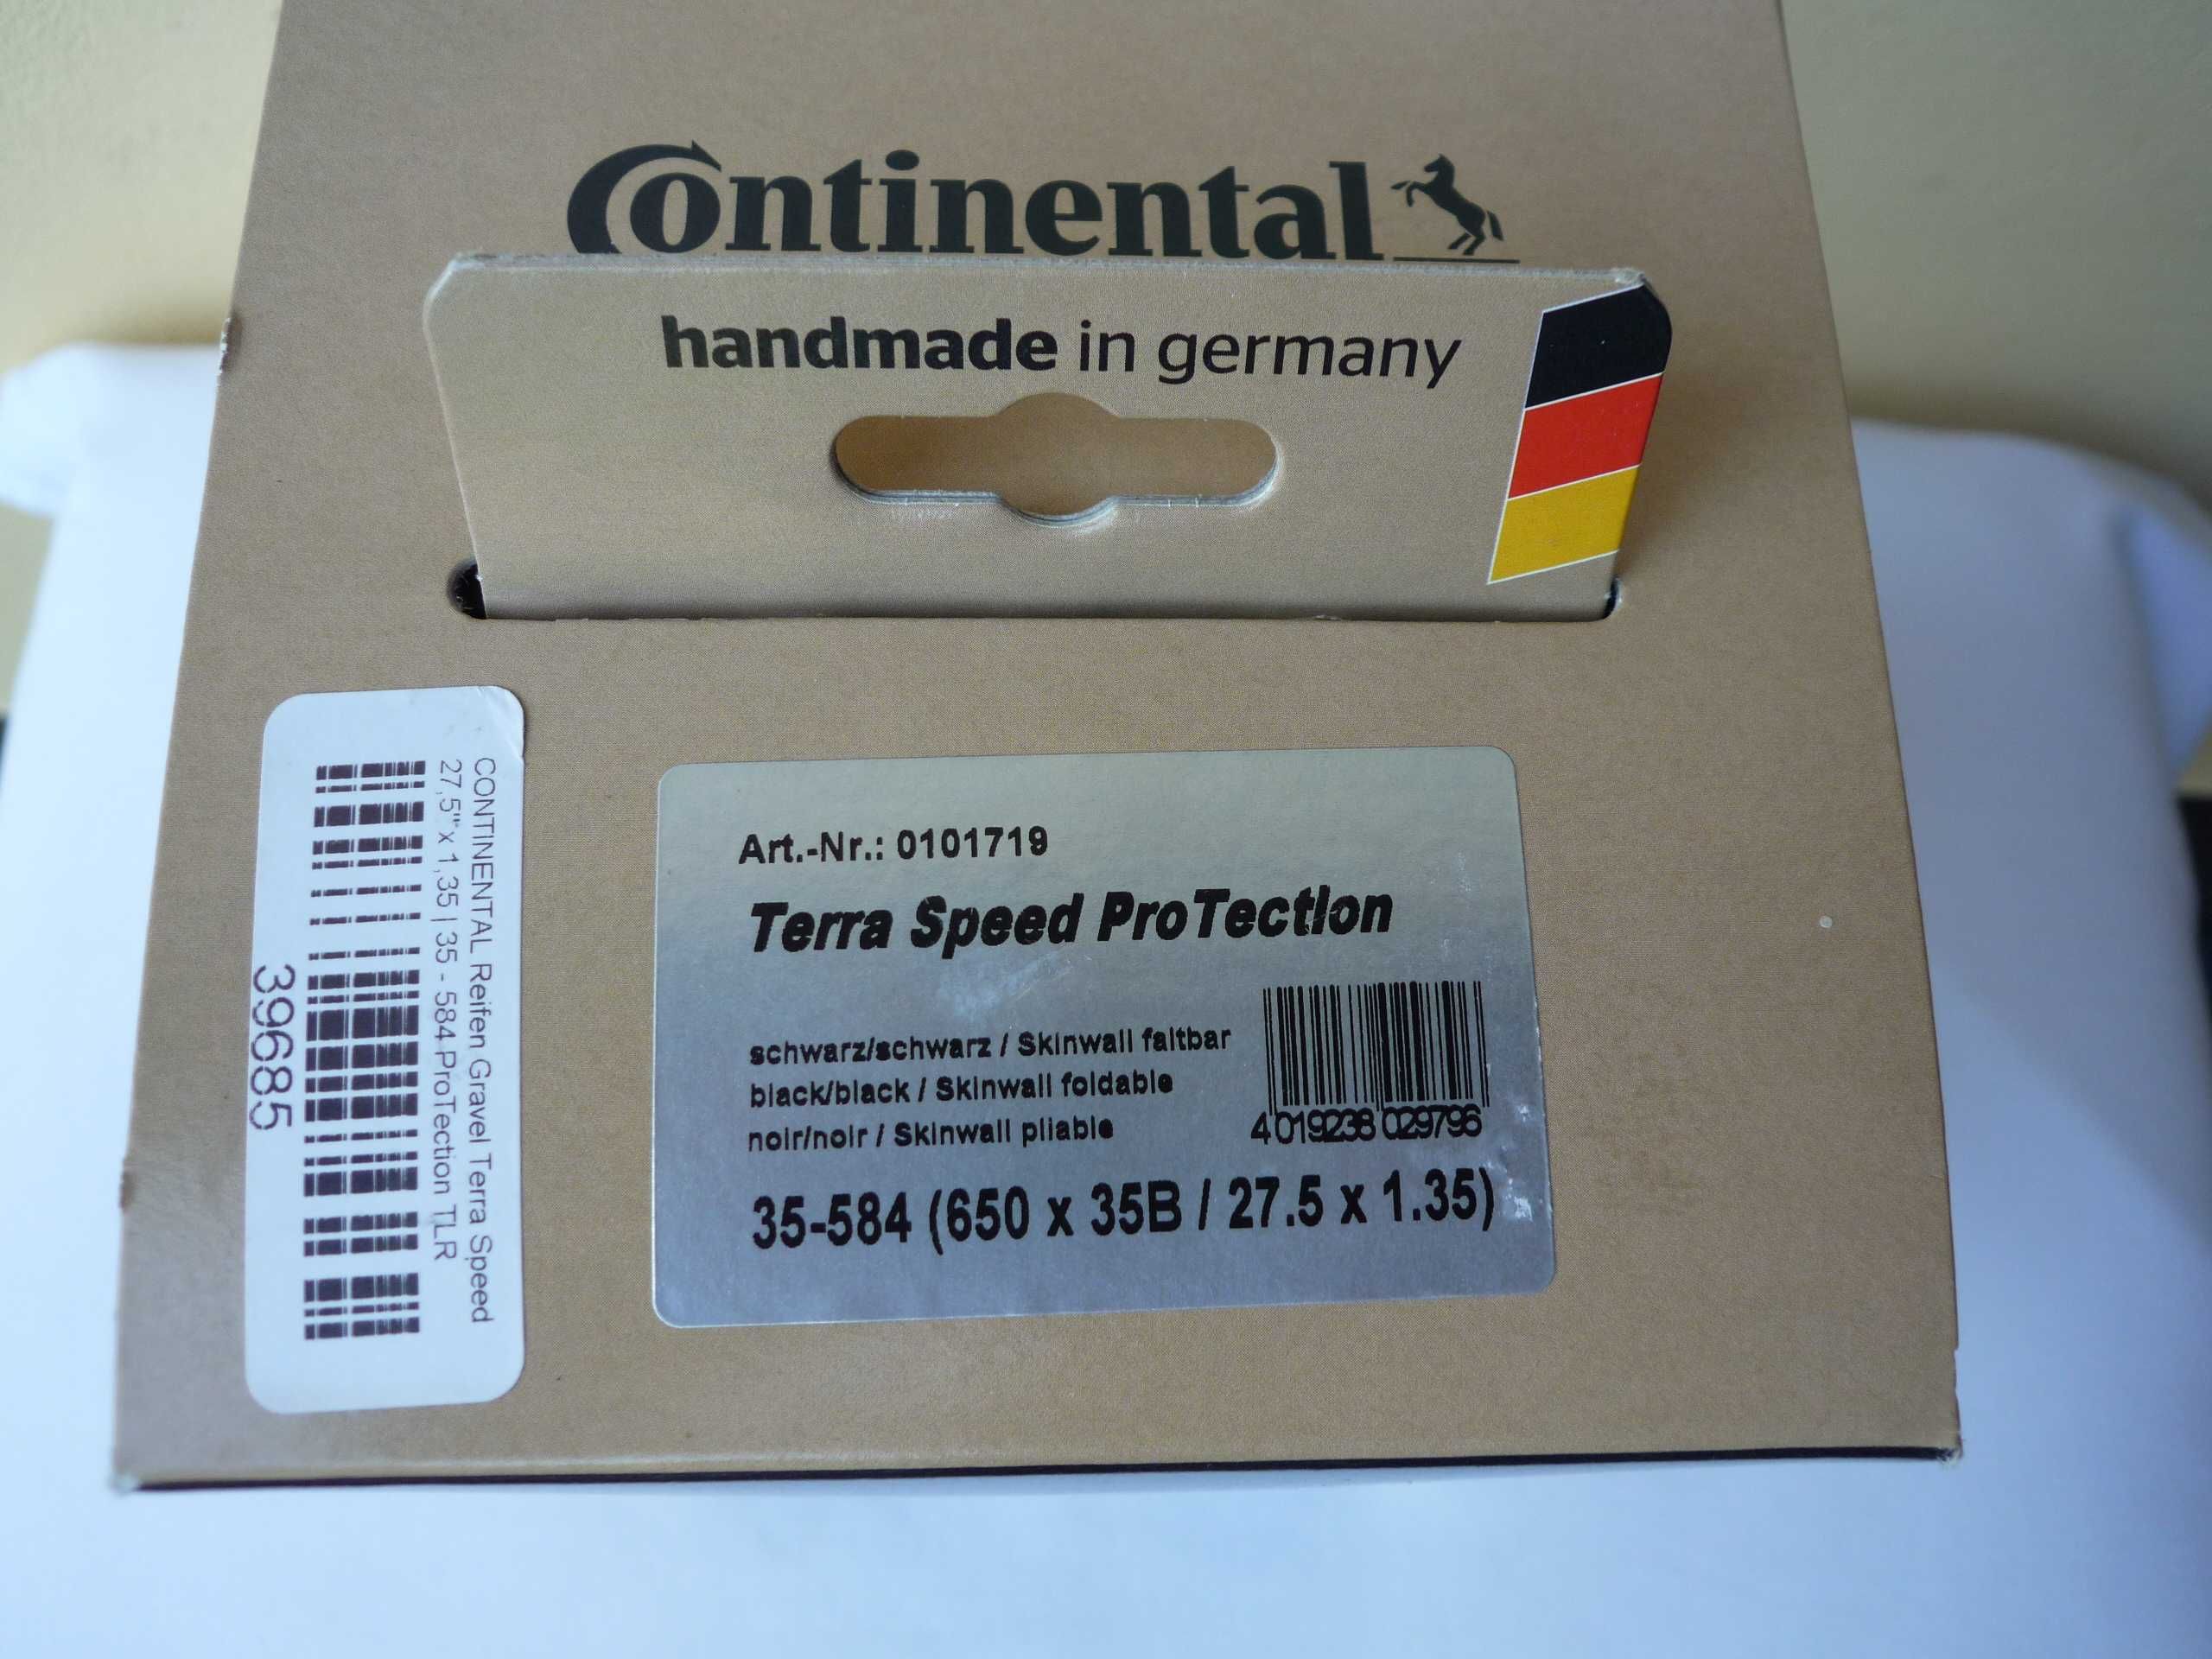 Continental
handmade in germany
CONTINENTAL Reifen Gravel Terra Speed
27,5" x 1,35 | 35 - 584 ProTection TLR
39685
Art.-Nr.: 0101719
Terra Speed ProTection
schwarz/schwarz / Skinwall faltbar
black/black / Skinwall foldable
noir/noir / Skinwall pliable
4 019238 029796
35-584 (650 x 35B / 27.5 x 1.35)